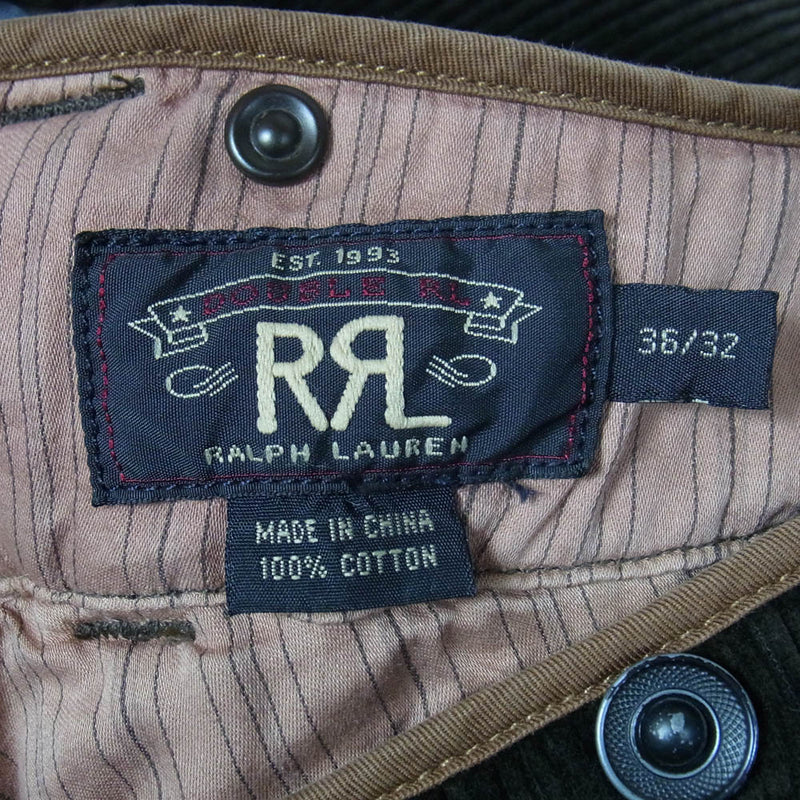 EST. 1993
DOUBLE RL
RRL
RALPH LAUREN
36/32
MADE IN CHINA
100% COTTON